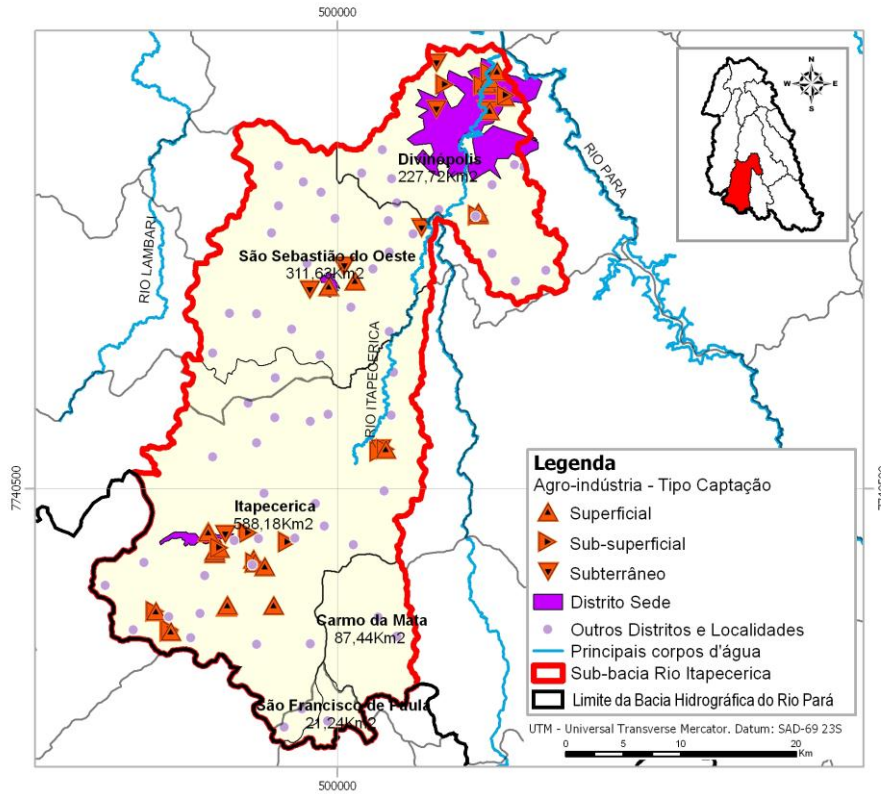 500000
N
W E
S
RIO PARA
Divinópolis
227,72Km2
RIO LAMBARI
São Sebastião do Oeste
311,63Km2
RIO ITAPECERICA
7740500
7740500
Itapecerica
588,18Km2
Carmo da Mata
87,44Km2
São Francisco de Paula
21,24Km2
Legenda
Agro-indústria - Tipo Captação
Superficial
Sub-superficial
Subterrâneo
Distrito Sede
Outros Distritos e Localidades
Principais corpos d'água
Sub-bacia Rio Itapecerica
Limite da Bacia Hidrográfica do Rio Pará
UTM - Universal Transverse Mercator. Datum: SAD-69 23S
0 5 10 20
Km
500000